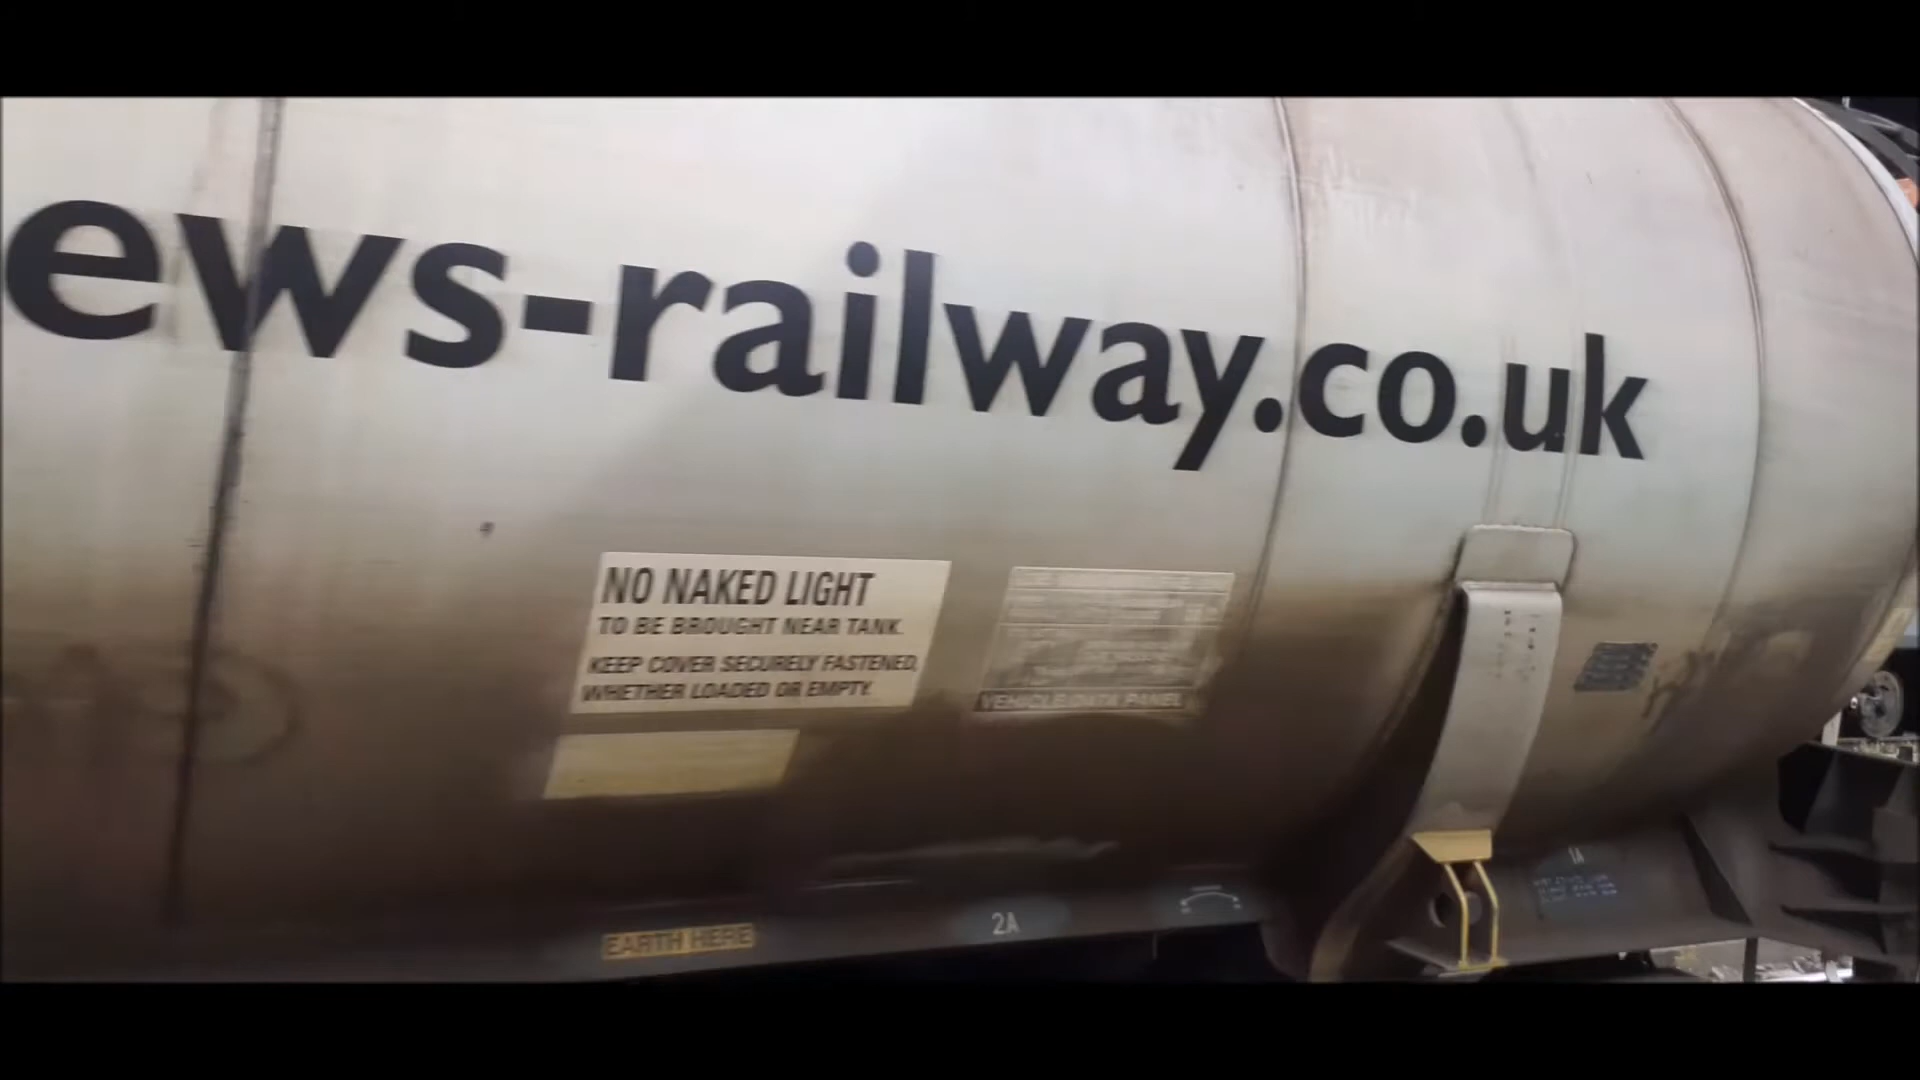 ews-railway.co.uk
NO NAKED LIGHT
TO BE BROUGHT NEAR TANK.
KEEP COVER SECURELY FASTENED,
WHETHER LOADED OR EMPTY.
VEHICLE DATA PANEL
EARTH HERE
2A
1A